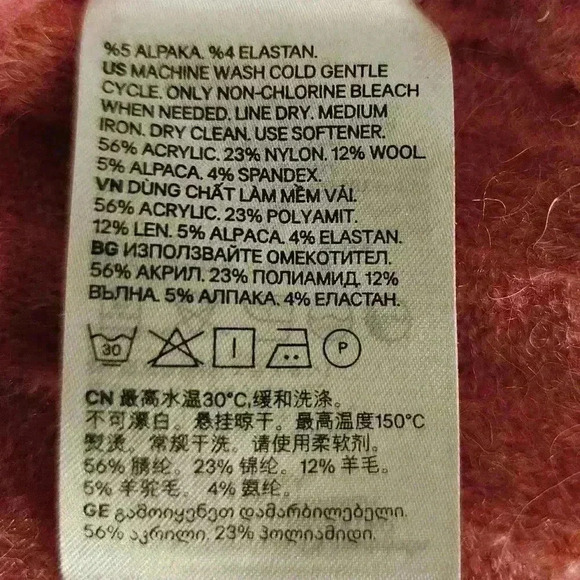 %5 ALPAKA. %4 ELASTAN.
US MACHINE WASH COLD GENTLE
CYCLE. ONLY NON-CHLORINE BLEACH
WHEN NEEDED. LINE DRY. MEDIUM
IRON. DRY CLEAN. USE SOFTENER.
56% ACRYLIC. 23% NYLON. 12% WOOL.
5% ALPACA. 4% SPANDEX.
VN DÙNG CHẤT LÀM MỀM VẢI.
56% ACRYLIC. 23% POLYAMIT.
12% LEN. 5% ALPACA. 4% ELASTAN.
BG ИЗПОЛЗВАЙТЕ ОМЕКОТИТЕЛ.
56% АКРИЛ. 23% ПОЛИАМИД. 12%
ВЪЛНА. 5% АЛПАКА. 4% ЕЛАСТАН.
30 P
CN 最高水温30°C,缓和洗涤。
不可漂白。悬挂晾干。最高温度150°C
熨烫。常规干洗。请使用柔软剂。
56% 腈纶。23% 锦纶。12% 羊毛。
5% 羊驼毛。4% 氨纶。
GE გამოიყენეთ დამარბილებელი.
56% აკრილი. 23% პოლიამიდი.